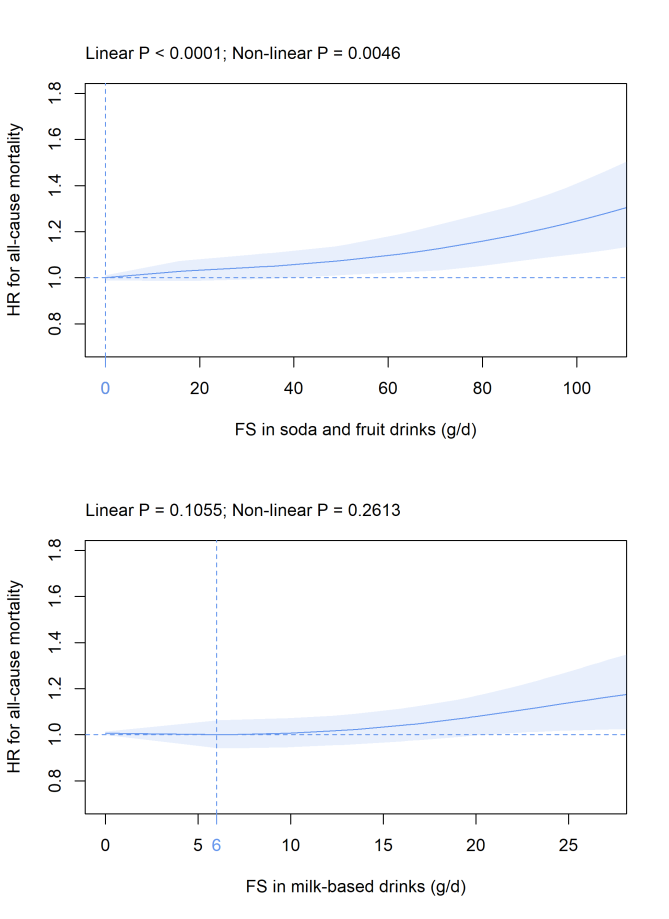 Linear P < 0.0001; Non-linear P = 0.0046
HR for all-cause mortality
1.8
1.6
1.4
1.2
1.0
0.8
0 20 40 60 80 100
FS in soda and fruit drinks (g/d)
Linear P = 0.1055; Non-linear P = 0.2613
HR for all-cause mortality
1.8
1.6
1.4
1.2
1.0
0.8
0 5 6 10 15 20 25
FS in milk-based drinks (g/d)